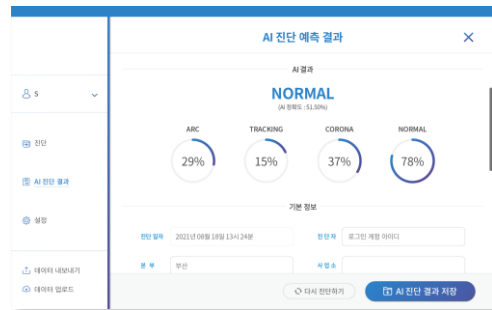 AI 진단 예측 결과
S
진단
AI 진단 결과
설정
데이터 내보내기
데이터 업로드
AI 결과
NORMAL
(AI 정확도 : 51.50%)
ARC TRACKING CORONA NORMAL
29% 15% 37% 78%
기본 정보
진단 일자 2021년 08월 18일 13시 24분 진단 자 로그인 계정 아이디
본 부 부산 사 업 소
다시 진단하기 AI 진단 결과 저장